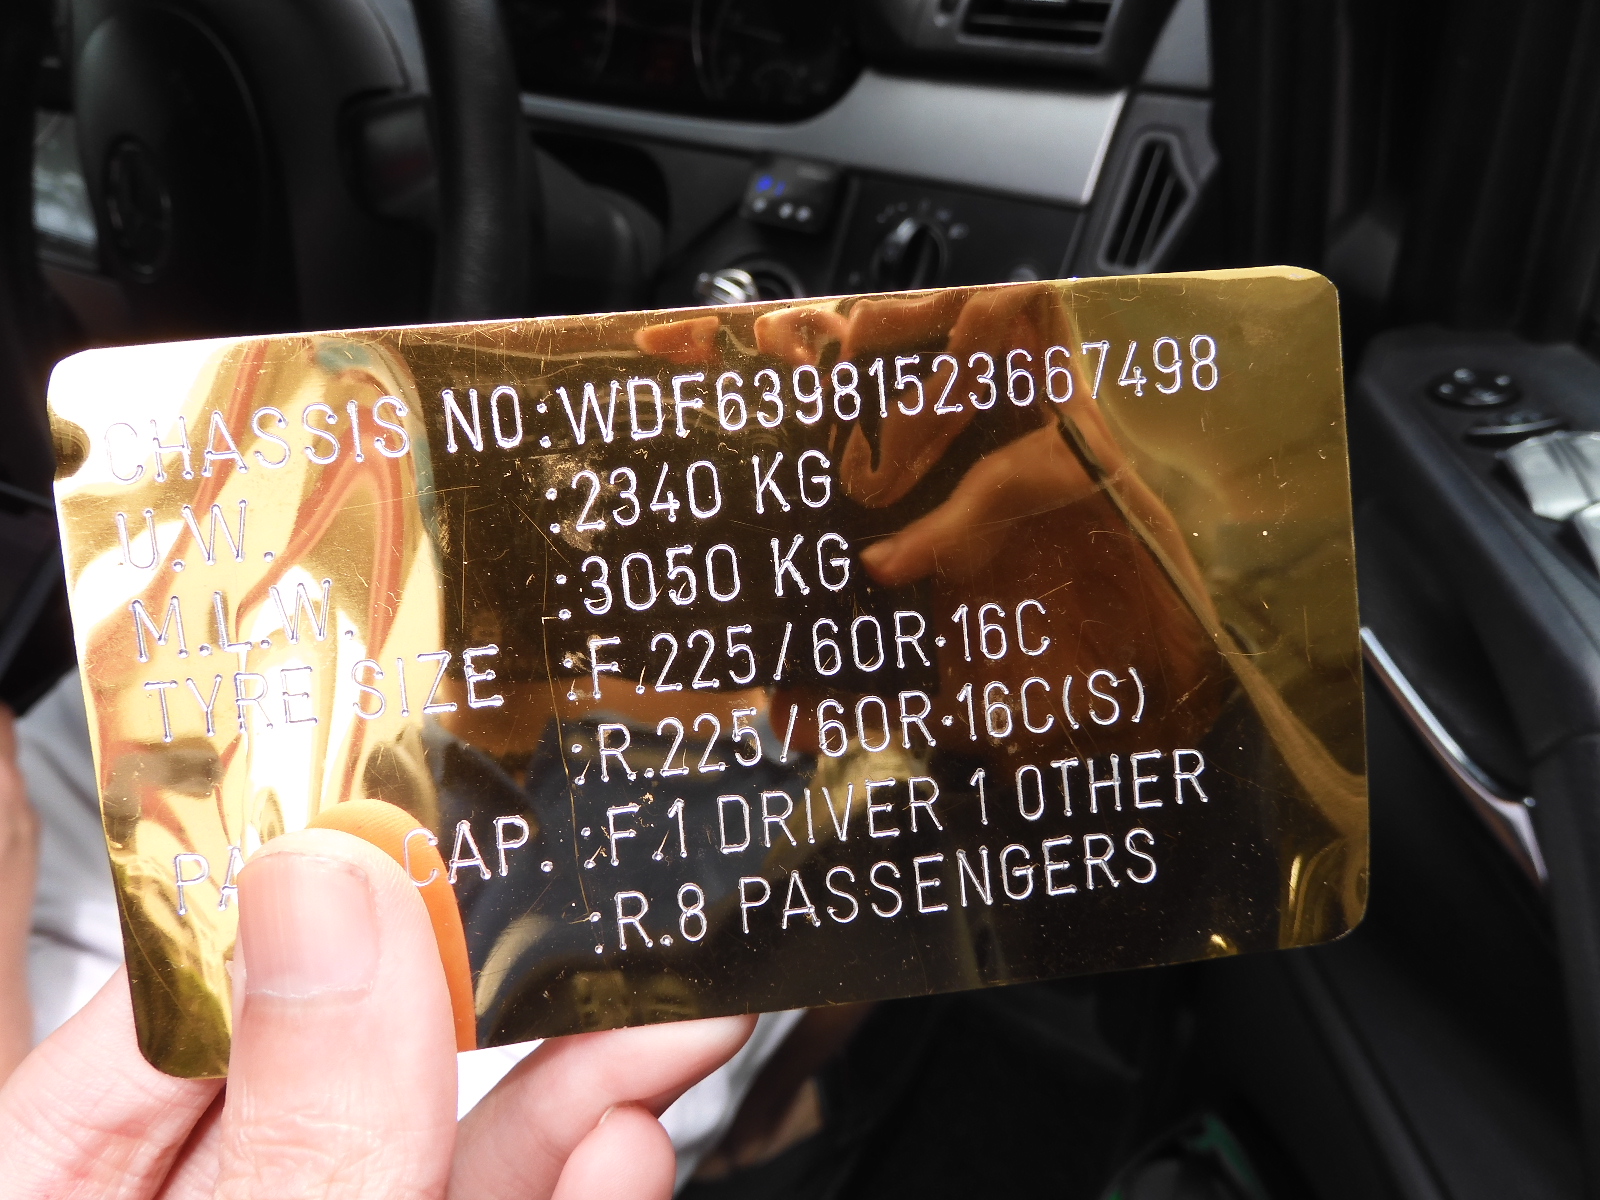 CHASSIS NO:WDF63981523667498
U.W. :2340 KG
M.L.W. :3050 KG
TYRE SIZE :F.225/60R·16C
:R.225/60R·16C(S)
CAP. :F.1 DRIVER 1 OTHER
:R.8 PASSENGERS